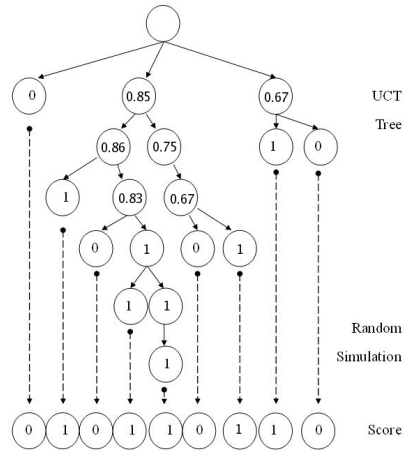 0 0.85 0.67 UCT
Tree
0.86 0.75 1 0
1 0.83 0.67
0 1 0 1
1 1
Random
1 Simulation
0 1 0 1 1 0 1 1 0 Score